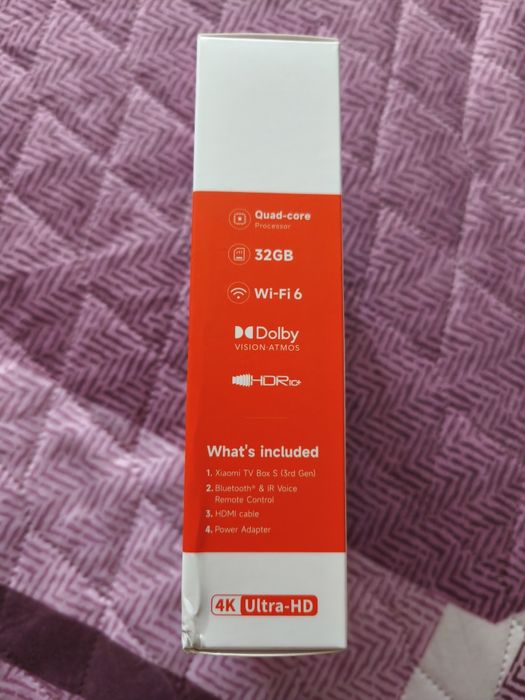 Quad-core
Processor
32GB
Wi-Fi 6
Dolby
VISION·ATMOS
HDR10+
What's included
1. Xiaomi TV Box S (3rd Gen)
2. Bluetooth® & IR Voice
Remote Control
3. HDMI cable
4. Power Adapter
4K Ultra-HD